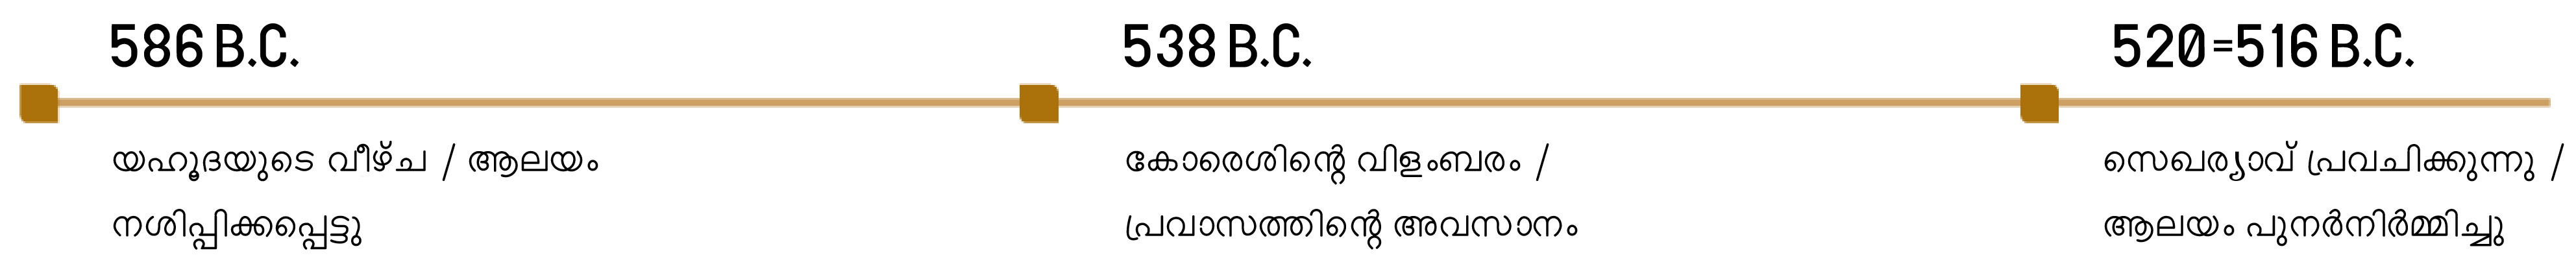 586 B.C.
യഹൂദയുടെ വീഴ്ച / ആലയം
നശിപ്പിക്കപ്പെട്ടു
538 B.C.
കോരെശിന്റെ വിളംബരം /
പ്രവാസത്തിന്റെ അവസാനം
520=516 B.C.
സെഖര്യാവ് പ്രവചിക്കുന്നു /
ആലയം പുനർനിർമ്മിച്ചു